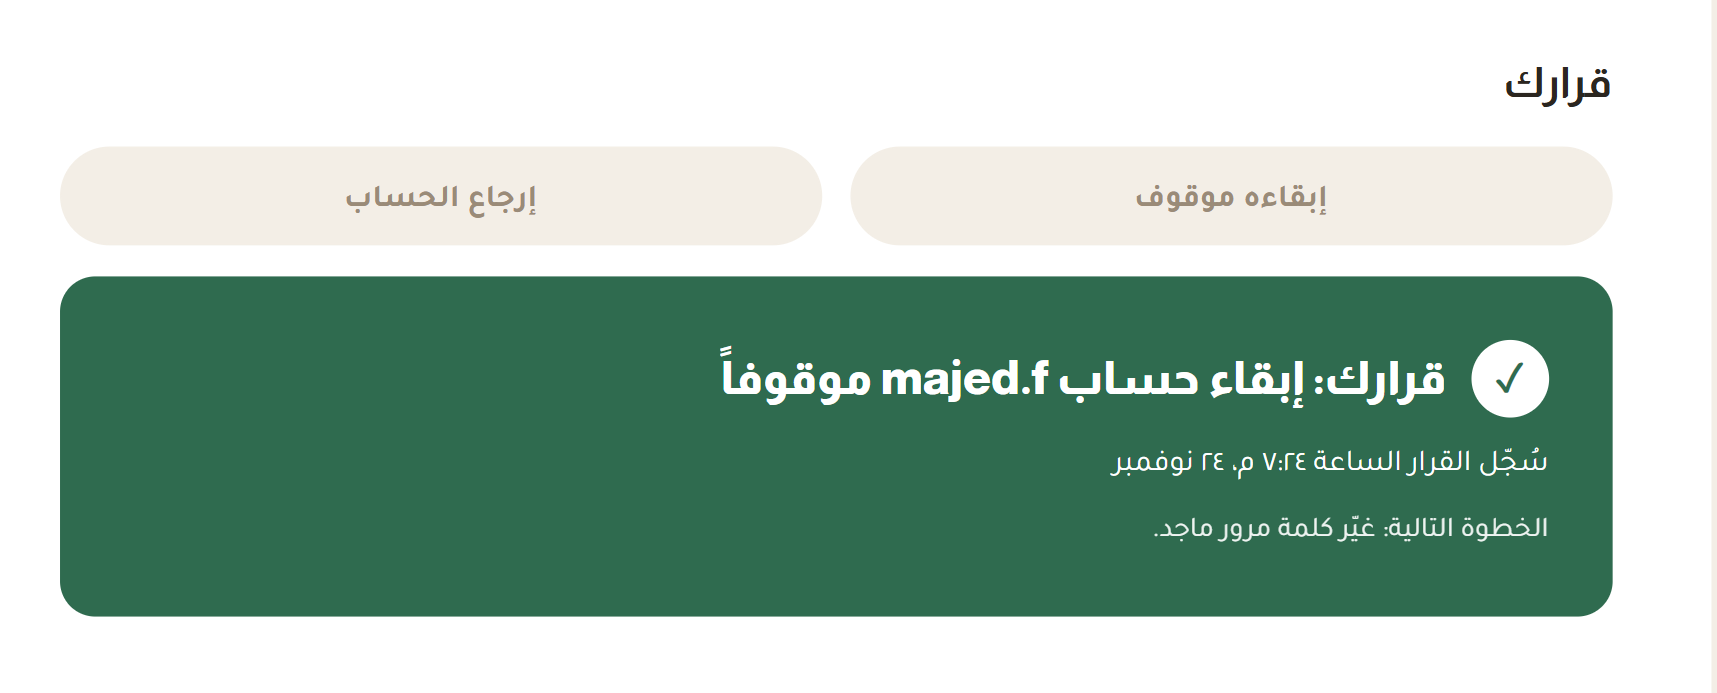 قرارك
إبقاءه موقوف
إرجاع الحساب
✓ قرارك: إبقاء حساب majed.f موقوفاً
سُجّل القرار الساعة ٧:٢٤ م، ٢٤ نوفمبر
الخطوة التالية: غيّر كلمة مرور ماجد.